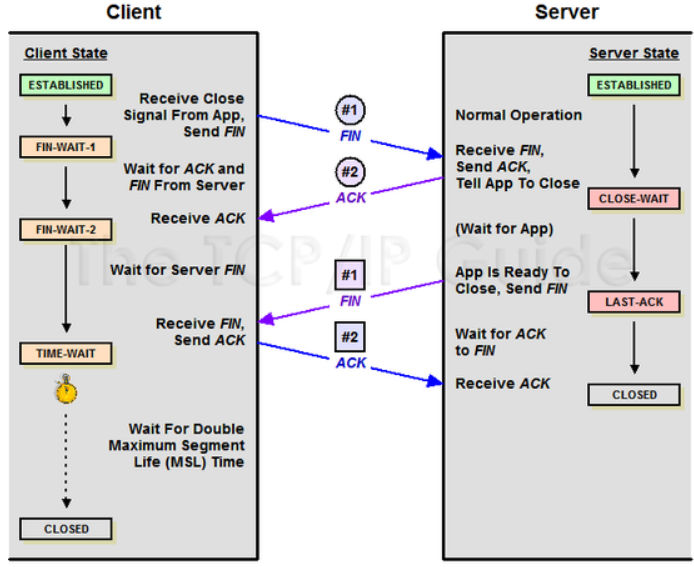 Client
Server
Client State
Server State
ESTABLISHED
ESTABLISHED
Receive Close
Signal From App,
Send FIN
#1
FIN
Normal Operation
FIN-WAIT-1
Receive FIN,
Send ACK,
Tell App To Close
Wait for ACK and
FIN From Server
#2
ACK
CLOSE-WAIT
Receive ACK
FIN-WAIT-2
(Wait for App)
The TCP/IP Guide
Wait for Server FIN
#1
FIN
App Is Ready To
Close, Send FIN
LAST-ACK
Receive FIN,
Send ACK
#2
ACK
Wait for ACK
to FIN
TIME-WAIT
Receive ACK
CLOSED
Wait For Double
Maximum Segment
Life (MSL) Time
CLOSED